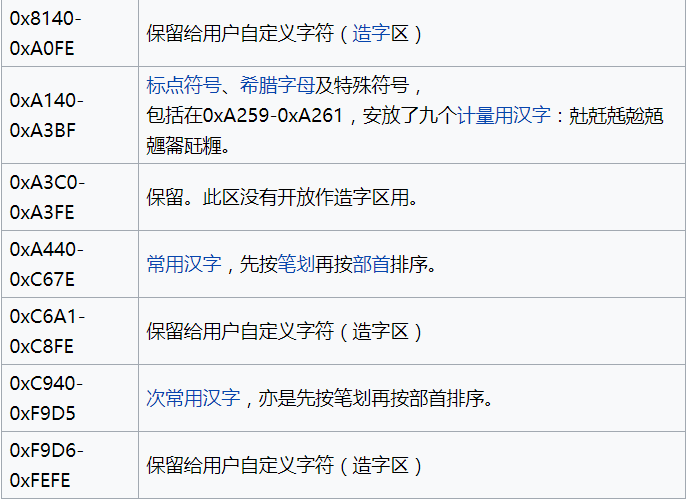 0x8140-
0xA0FE
保留给用户自定义字符（造字区）
0xA140-
0xA3BF
标点符号、希腊字母及特殊符号，
包括在0xA259-0xA261，安放了九个计量用汉字：兙兛兞兝兡
兣嗧瓩糎。
0xA3C0-
0xA3FE
保留。此区没有开放作造字区用。
0xA440-
0xC67E
常用汉字，先按笔划再按部首排序。
0xC6A1-
0xC8FE
保留给用户自定义字符（造字区）
0xC940-
0xF9D5
次常用汉字，亦是先按笔划再按部首排序。
0xF9D6-
0xFEFE
保留给用户自定义字符（造字区）